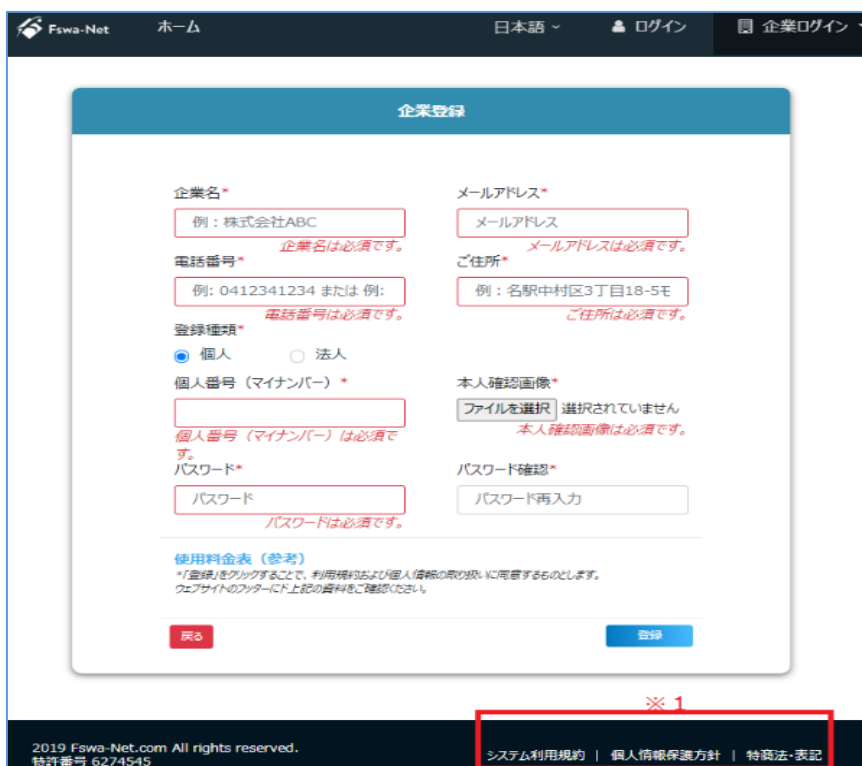 Fswa-Net ホーム 日本語 ログイン 企業ログイン
企業登録
企業名* メールアドレス*
例：株式会社ABC メールアドレス
企業名は必須です。 メールアドレスは必須です。
電話番号* ご住所*
例: 0412341234 または 例: 例：名駅中村区3丁目18-5モ
電話番号は必須です。 ご住所は必須です。
登録種類*
個人 法人
個人番号（マイナンバー）* 本人確認画像*
ファイルを選択 選択されていません
個人番号（マイナンバー）は必須で 本人確認画像は必須です。
す。
パスワード* パスワード確認*
パスワード パスワード再入力
パスワードは必須です。
使用料金表（参考）
*「登録」をクリックすることで、利用規約および個人情報の取り扱いに同意するものとします。
ウェブサイトのフッターにド上記の資料をご確認ください。
戻る 登録
※ 1
2019 Fswa-Net.com All rights reserved.
特許番号 6274545 システム利用規約 | 個人情報保護方針 | 特商法・表記